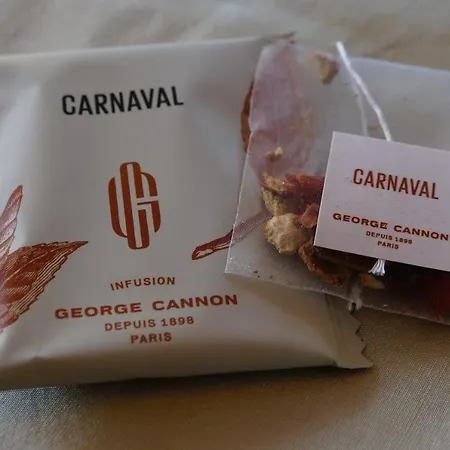 CARNAVAL
INFUSION
GEORGE CANNON
DEPUIS 1898
PARIS
CARNAVAL
GEORGE CANNON
DEPUIS 1898
PARIS